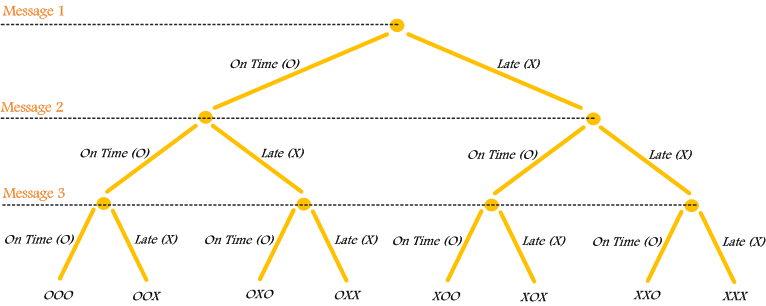 Message 1
On Time (O)
Late (X)
Message 2
On Time (O)
Late (X)
On Time (O)
Late (X)
Message 3
On Time (O)
Late (X)
On Time (O)
Late (X)
On Time (O)
Late (X)
On Time (O)
Late (X)
OOO
OOX
OXO
OXX
XOO
XOX
XXO
XXX